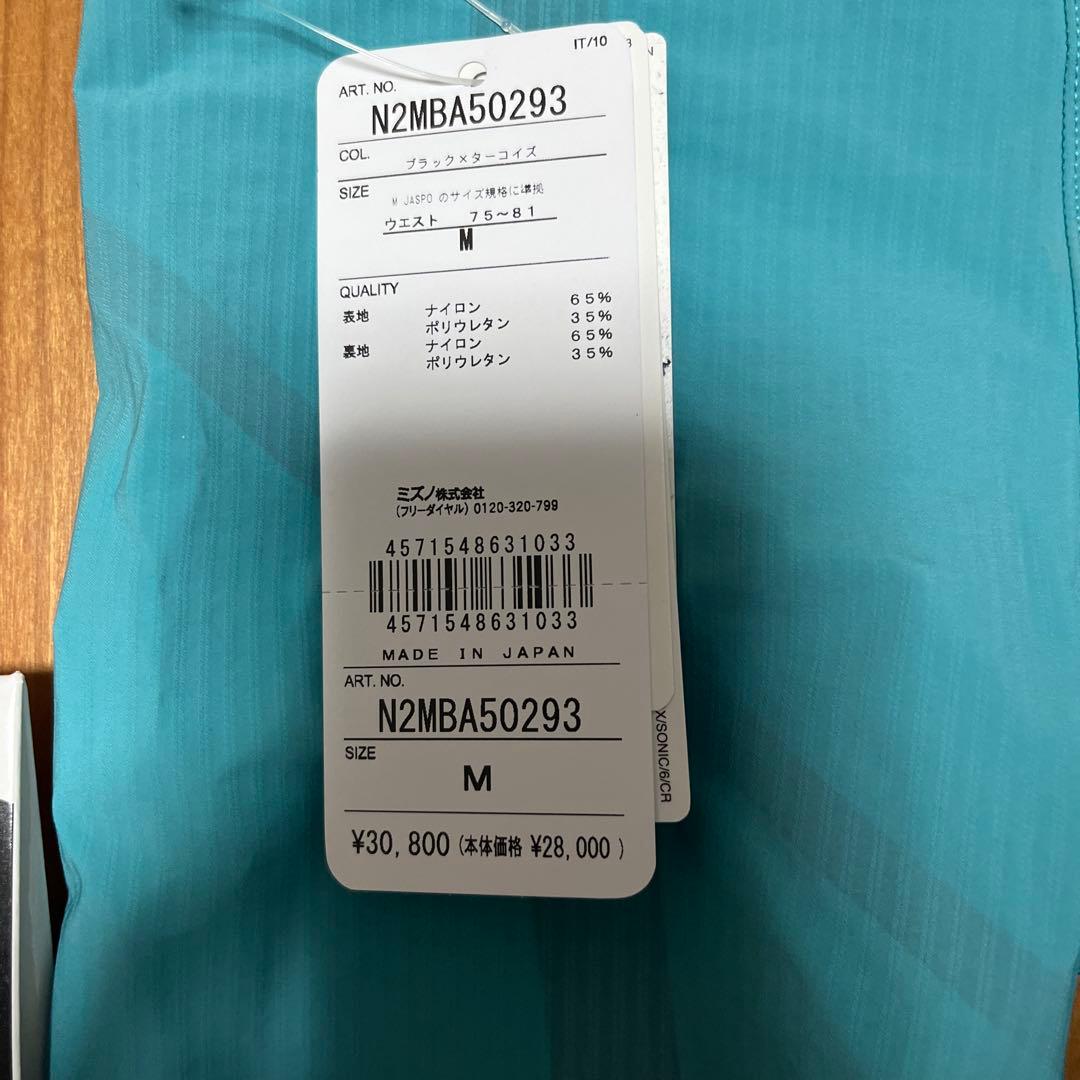 IT/10
ART. NO.
N2MBA50293
COL.
ブラック×ターコイズ
SIZE
M JASPO のサイズ規格に準拠
ウエスト 75~81
M
QUALITY
表地 ナイロン 65%
ポリウレタン 35%
裏地 ナイロン 65%
ポリウレタン 35%
ミズノ株式会社
(フリーダイヤル) 0120-320-799
4571548631033
4571548631033
MADE IN JAPAN
ART. NO.
N2MBA50293
SIZE
M
¥30,800 (本体価格 ¥28,000 )
X/SONIC/6/CR